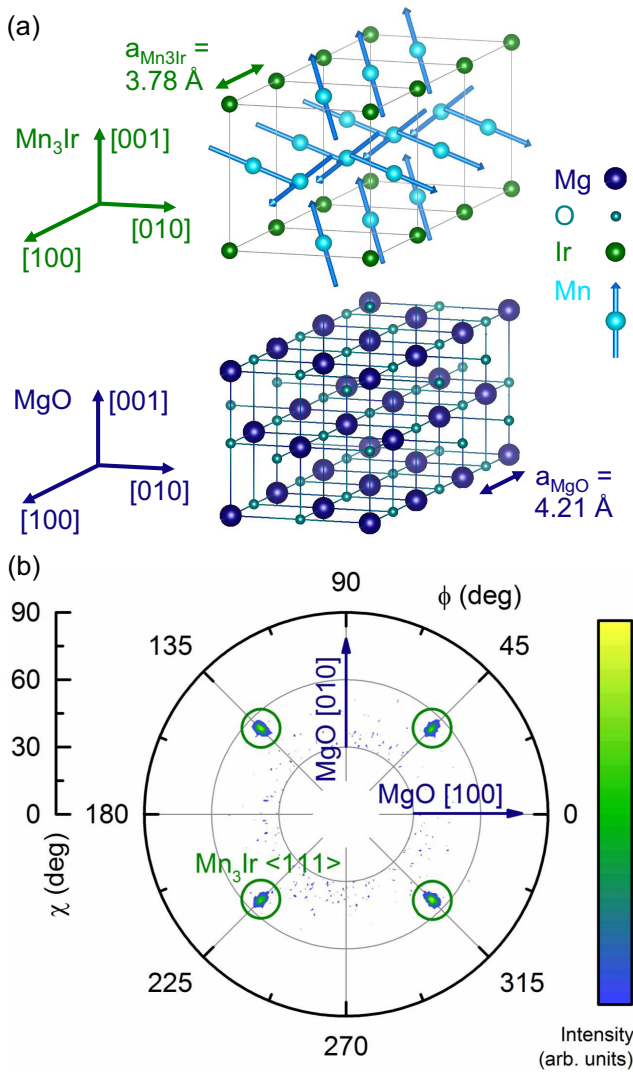 (a)
a_Mn3Ir =
3.78 Å
Mn₃Ir
[001]
[010]
[100]
Mg
O
Ir
Mn
MgO
[001]
[010]
[100]
a_MgO =
4.21 Å
(b)
90
ϕ (deg)
90
135
45
60
MgO [010]
30
MgO [100]
0
180
0
χ (deg)
Mn₃Ir <111>
225
315
270
Intensity
(arb. units)